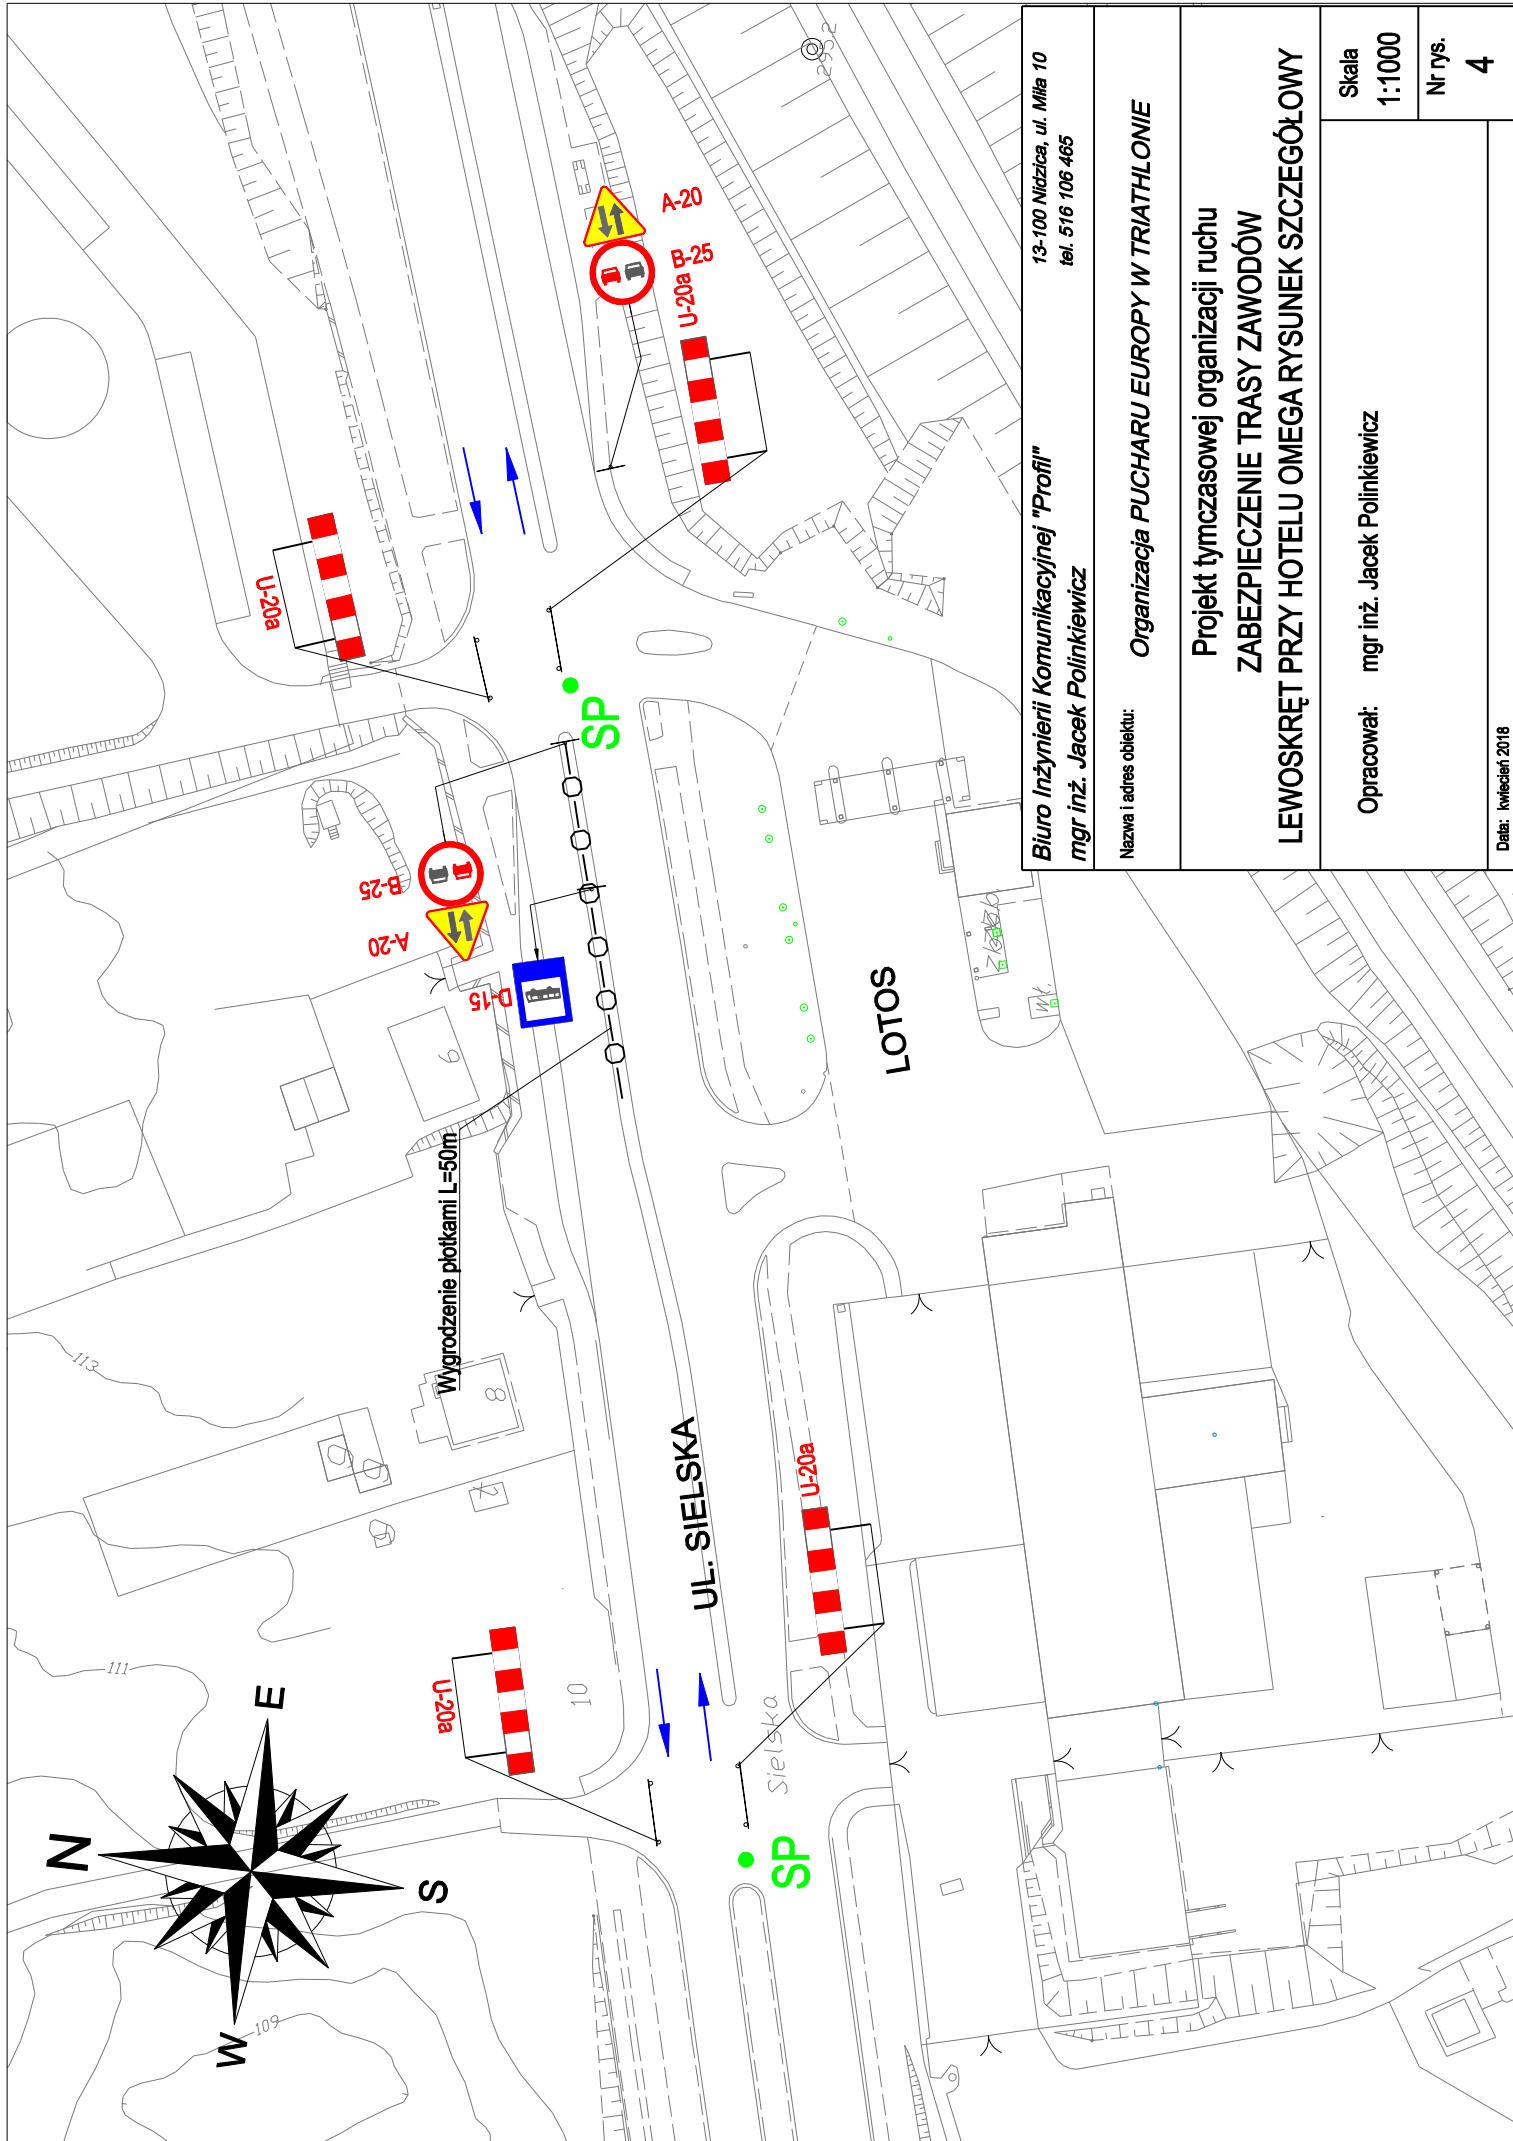 Biuro Inżynierii Komunikacyjnej "Profil"
mgr inż. Jacek Polinkiewicz
13-100 Nidzica, ul. Miła 10
tel. 516 106 465
Nazwa i adres obiektu:
Organizacja PUCHARU EUROPY W TRIATHLONIE
Projekt tymczasowej organizacji ruchu
ZABEZPIECZENIE TRASY ZAWODÓW
LEWOSKRĘT PRZY HOTELU OMEGA RYSUNEK SZCZEGÓŁOWY
Opracował: mgr inż. Jacek Polinkiewicz
Skala
1:1000
Nr rys.
4
Data: kwiecień 2018
N
E
S
W
U-20a
U-20a
U-20a
U-20a
A-20
B-25
A-20
B-25
D-15
SP
SP
Wygrodzenie płotkami L=50m
UL. SIELSKA
Sielska
LOTOS
113
111
109
10
8
9
wt.